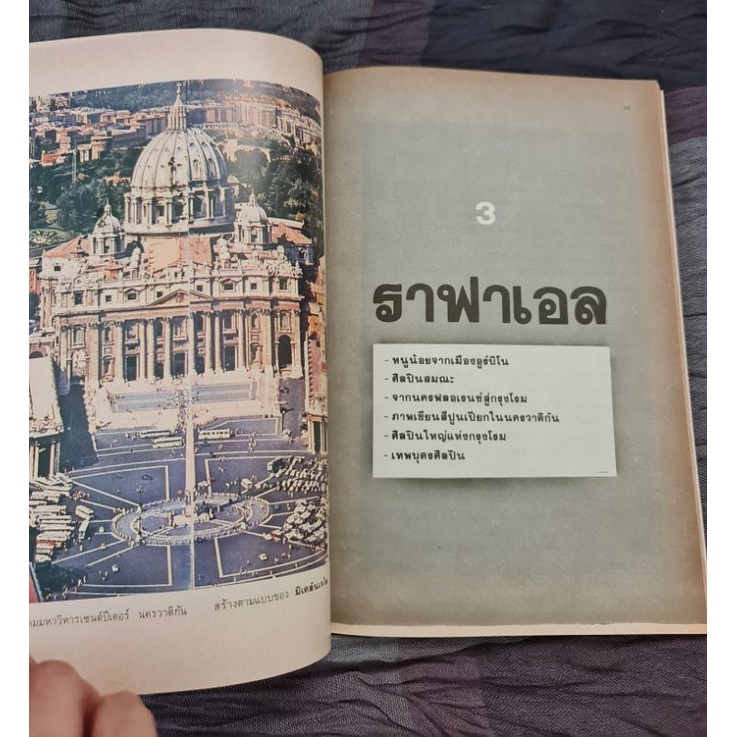 มหาวิหารเซนต์ปีเตอร์ นครวาติกัน สร้างตามแบบของ
3
ราฟาเอล
- หนูน้อยจากเมืองอูร์บิโน
- ศิลปินสมณะ
- จากนครฟลอเรนซ์สู่กรุงโรม
- ภาพเขียนสีปูนเปียกในนครวาติกัน
- ศิลปินใหญ่แห่งกรุงโรม
- เทพบุตรศิลปิน